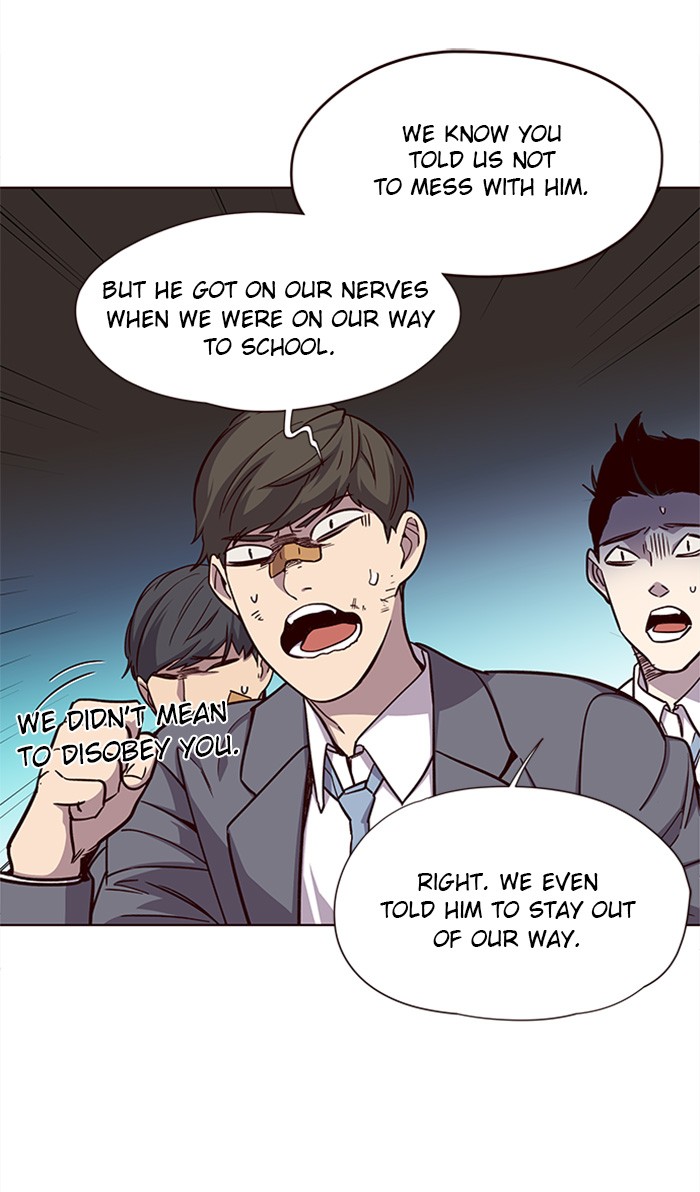 WE KNOW YOU
TOLD US NOT
TO MESS WITH HIM.
BUT HE GOT ON OUR NERVES
WHEN WE WERE ON OUR WAY
TO SCHOOL.
WE DIDN'T MEAN
TO DISOBEY YOU.
RIGHT. WE EVEN
TOLD HIM TO STAY OUT
OF OUR WAY.